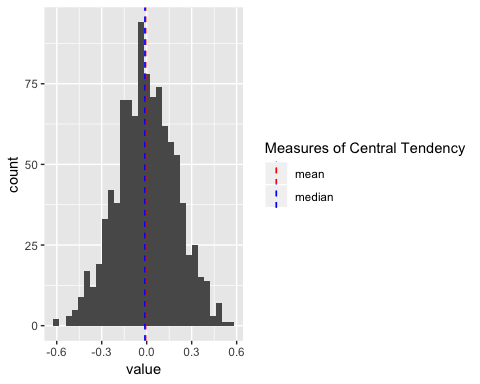 75
50
25
0
count
-0.6 -0.3 0.0 0.3 0.6
value
Measures of Central Tendency
mean
median